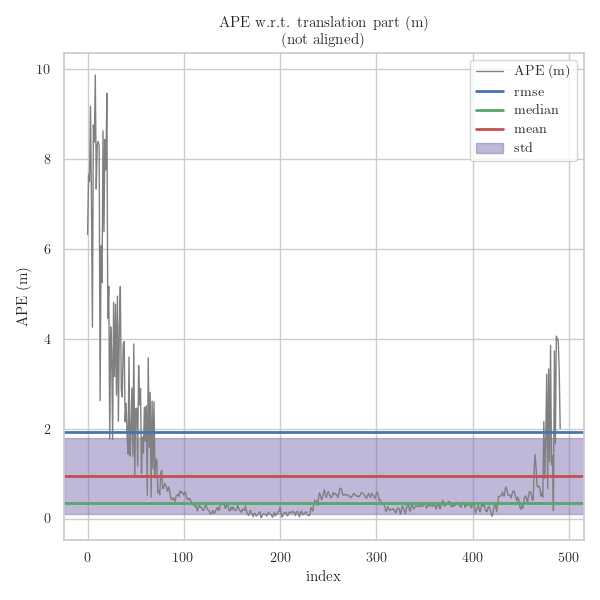 APE w.r.t. translation part (m)
(not aligned)
APE (m)
rmse
median
mean
std
10
8
6
4
2
0
APE (m)
0
100
200
300
400
500
index